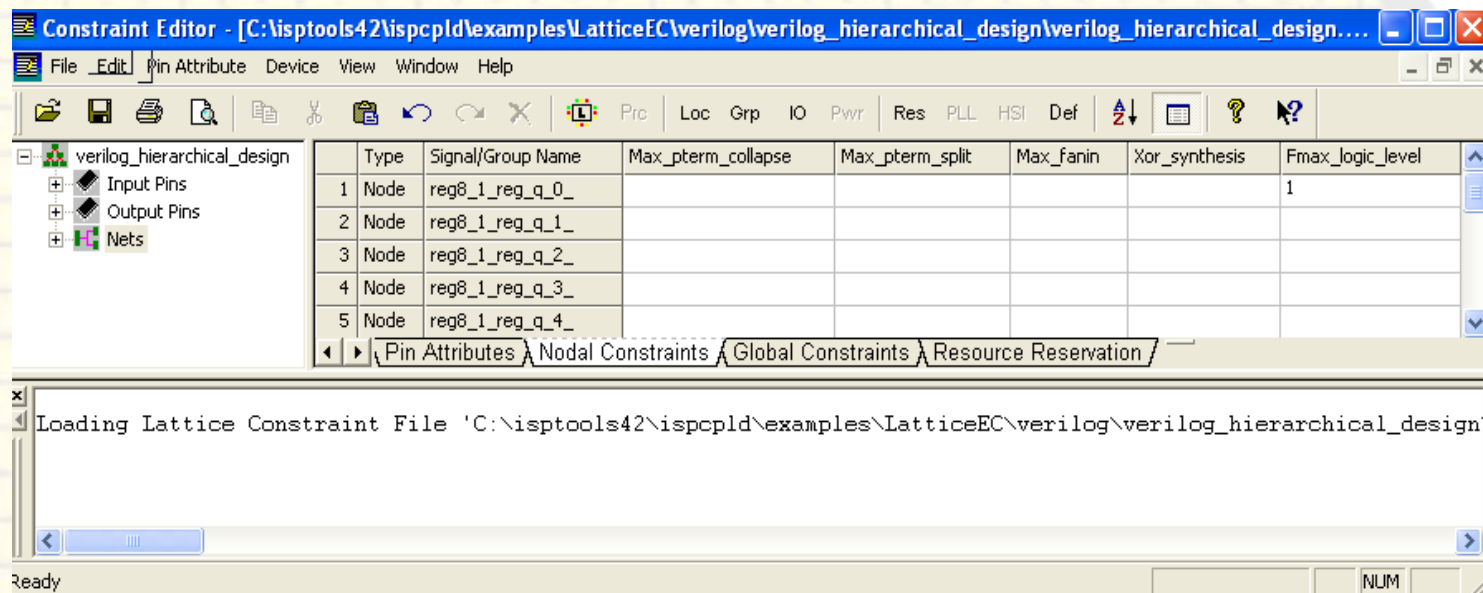 Constraint Editor - [C:\isptools42\ispcpld\examples\LatticeEC\verilog\verilog_hierarchical_design\verilog_hierarchical_design....
File Edit Pin Attribute Device View Window Help
Prc Loc Grp IO Pwr Res PLL HSI Def
verilog_hierarchical_design
Input Pins
Output Pins
Nets
Type Signal/Group Name Max_pterm_collapse Max_pterm_split Max_fanin Xor_synthesis Fmax_logic_level
1 Node reg8_1_reg_q_0_ 1
2 Node reg8_1_reg_q_1_
3 Node reg8_1_reg_q_2_
4 Node reg8_1_reg_q_3_
5 Node reg8_1_reg_q_4_
Pin Attributes Nodal Constraints Global Constraints Resource Reservation
Loading Lattice Constraint File 'C:\isptools42\ispcpld\examples\LatticeEC\verilog\verilog_hierarchical_design\
Ready NUM